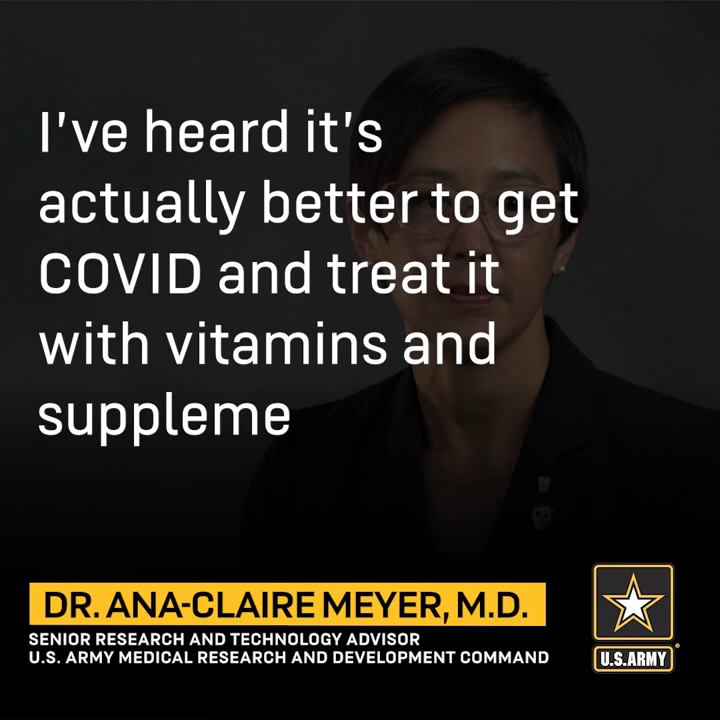 I've heard it's
actually better to get
COVID and treat it
with vitamins and
suppleme
DR. ANA-CLAIRE MEYER, M.D.
SENIOR RESEARCH AND TECHNOLOGY ADVISOR
U.S. ARMY MEDICAL RESEARCH AND DEVELOPMENT COMMAND
U.S. ARMY